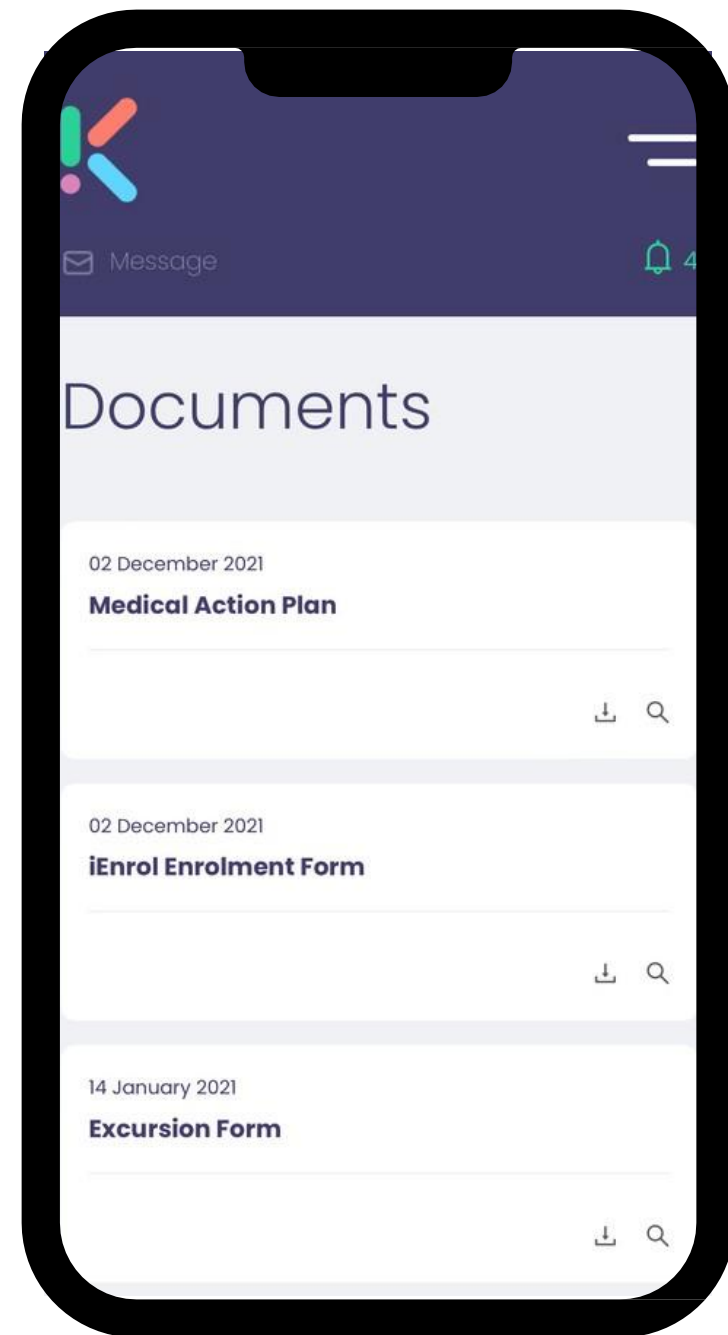 Message
4
Documents
02 December 2021
Medical Action Plan
02 December 2021
iEnrol Enrolment Form
14 January 2021
Excursion Form